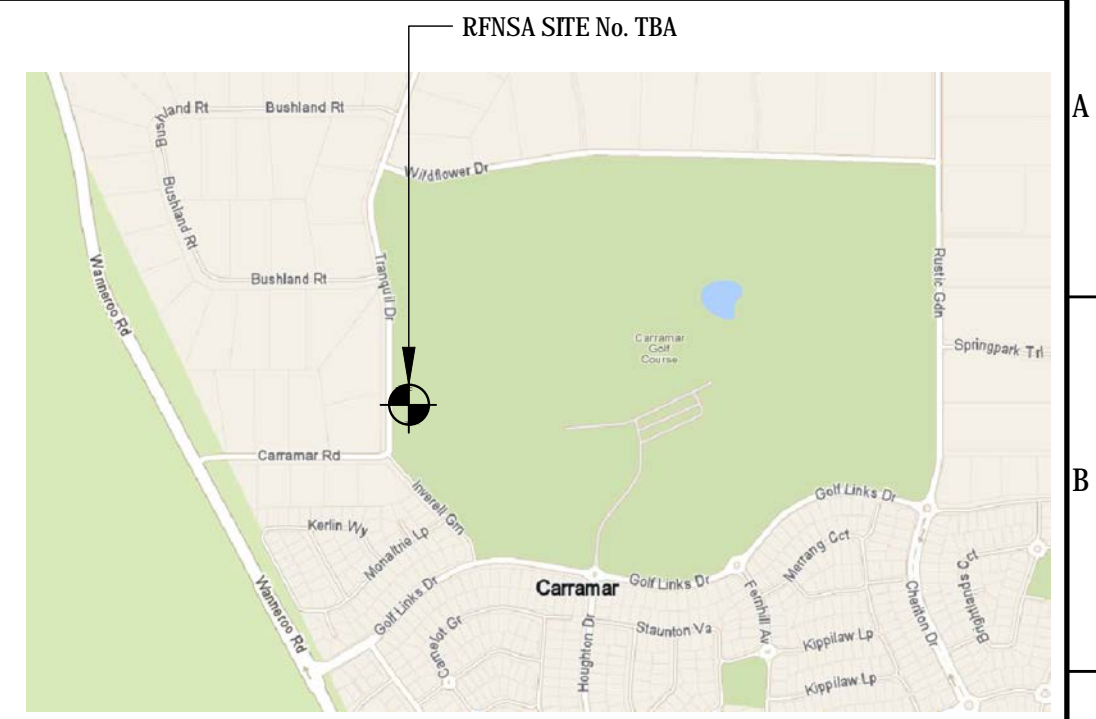 RFNSA SITE No. TBA
A
Bushland Rt
Bushland Rt
Wildflower Dr
Bushland Rt
Wanneroo Rd
Tranquil Dr
Rustic Gdn
Bushland Rt
Carramar
Golf
Course
Springpark Trl
Carramar Rd
B
Inverell Grn
Golf Links Dr
Kerlin Wy
Monaltrie Lp
Merrang Cct
Brightlands Cct
Wanneroo Rd
Golf Links Dr
Carramar
Golf Links Dr
Fernhill Av
Cheriton Dr
Camelot Gr
Houghton Dr
Staunton Va
Kippilaw Lp
Kippilaw Lp